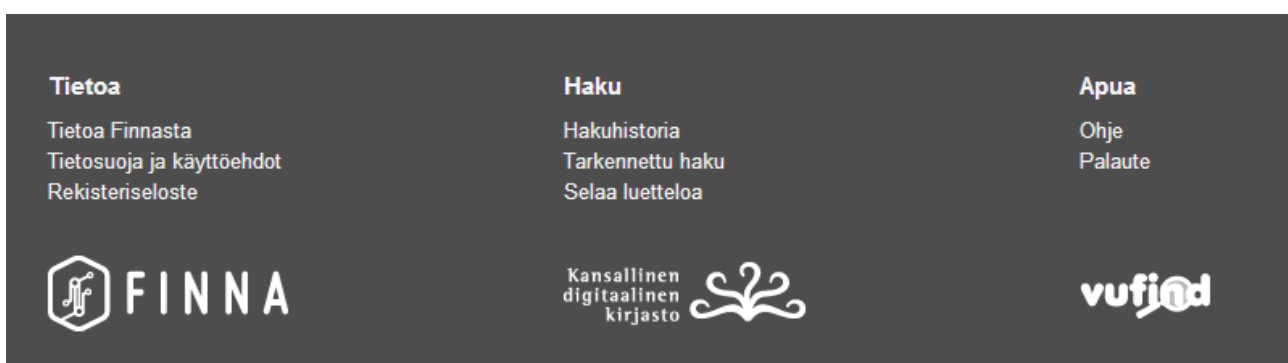 Tietoa
Tietoa Finnasta
Tietosuoja ja käyttöehdot
Rekisteriseloste
Haku
Hakuhistoria
Tarkennettu haku
Selaa luetteloa
Apua
Ohje
Palaute
FINNA
Kansallinen
digitaalinen
kirjasto
vufind